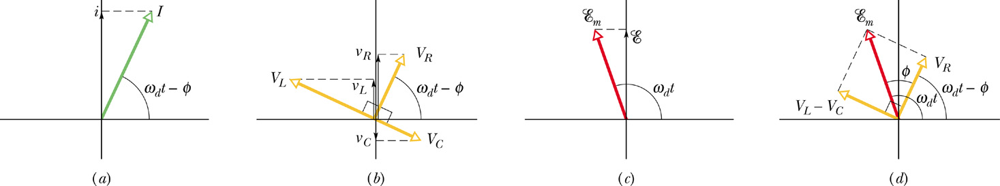 i I
ω_d t – ϕ
(a)
v_R V_R
V_L v_L
ω_d t – ϕ
v_C V_C
(b)
ℰ_m
ℰ
ω_d t
(c)
ℰ_m
V_R
ϕ
ω_d t – ϕ
ω_d t
V_L – V_C
(d)